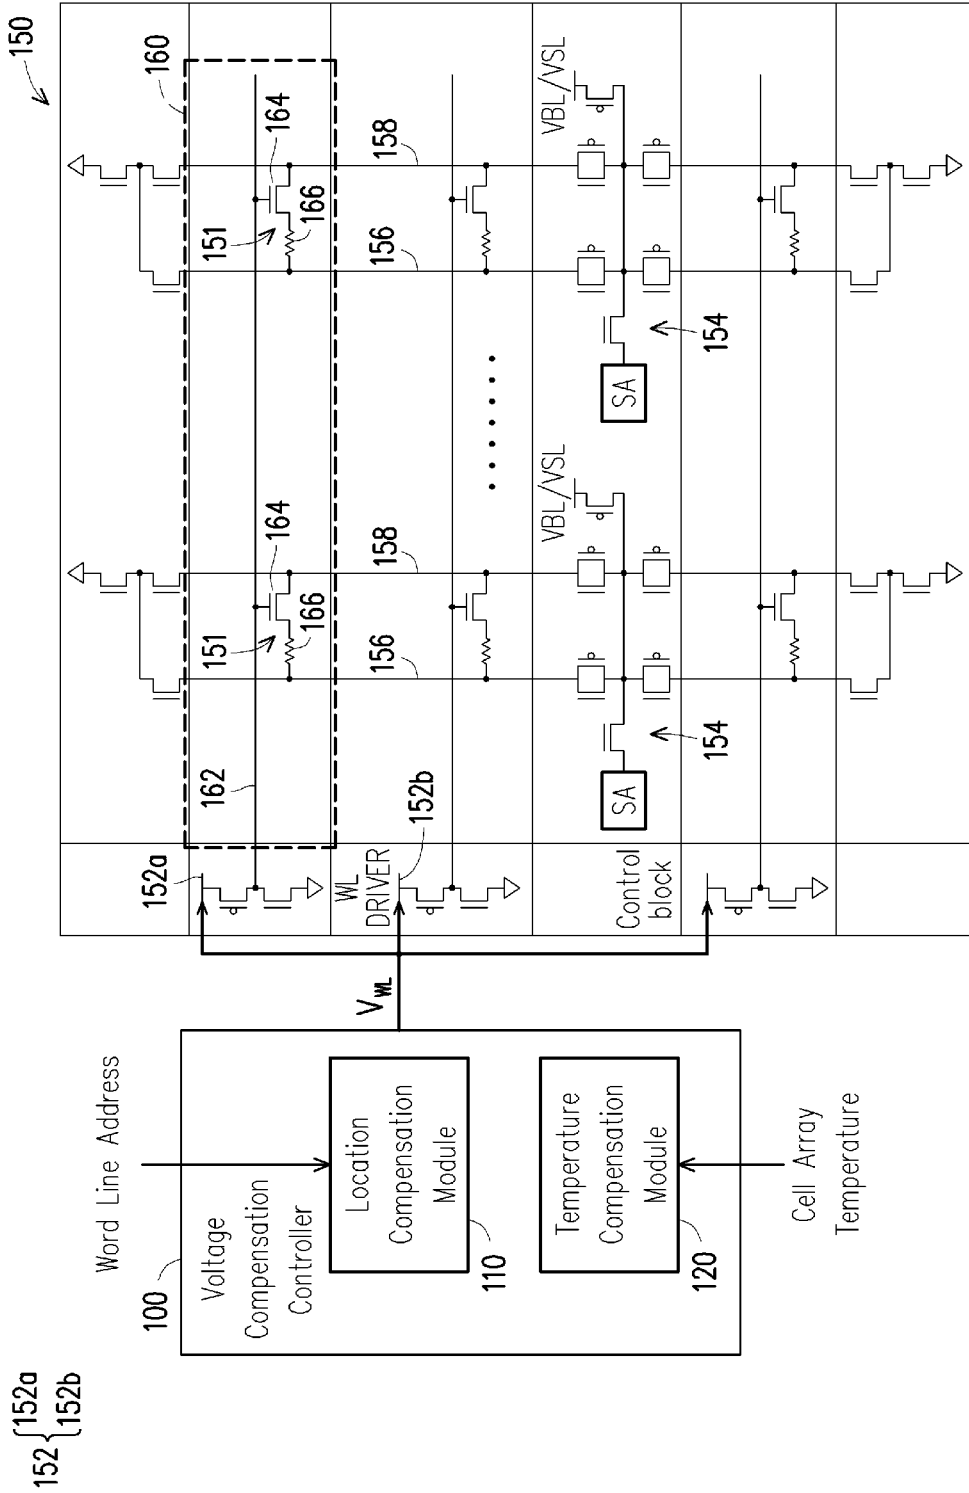 152 { 152a
152b
Word Line Address
100
Voltage
Compensation
Controller
Location
Compensation
Module
110
Temperature
Compensation
Module
120
Cell Array
Temperature
VWL
150
160
152a
162
151
164
166
151
164
166
WL
DRIVER
152b
156
158
156
158
Control
block
SA
154
VBL/VSL
SA
154
VBL/VSL